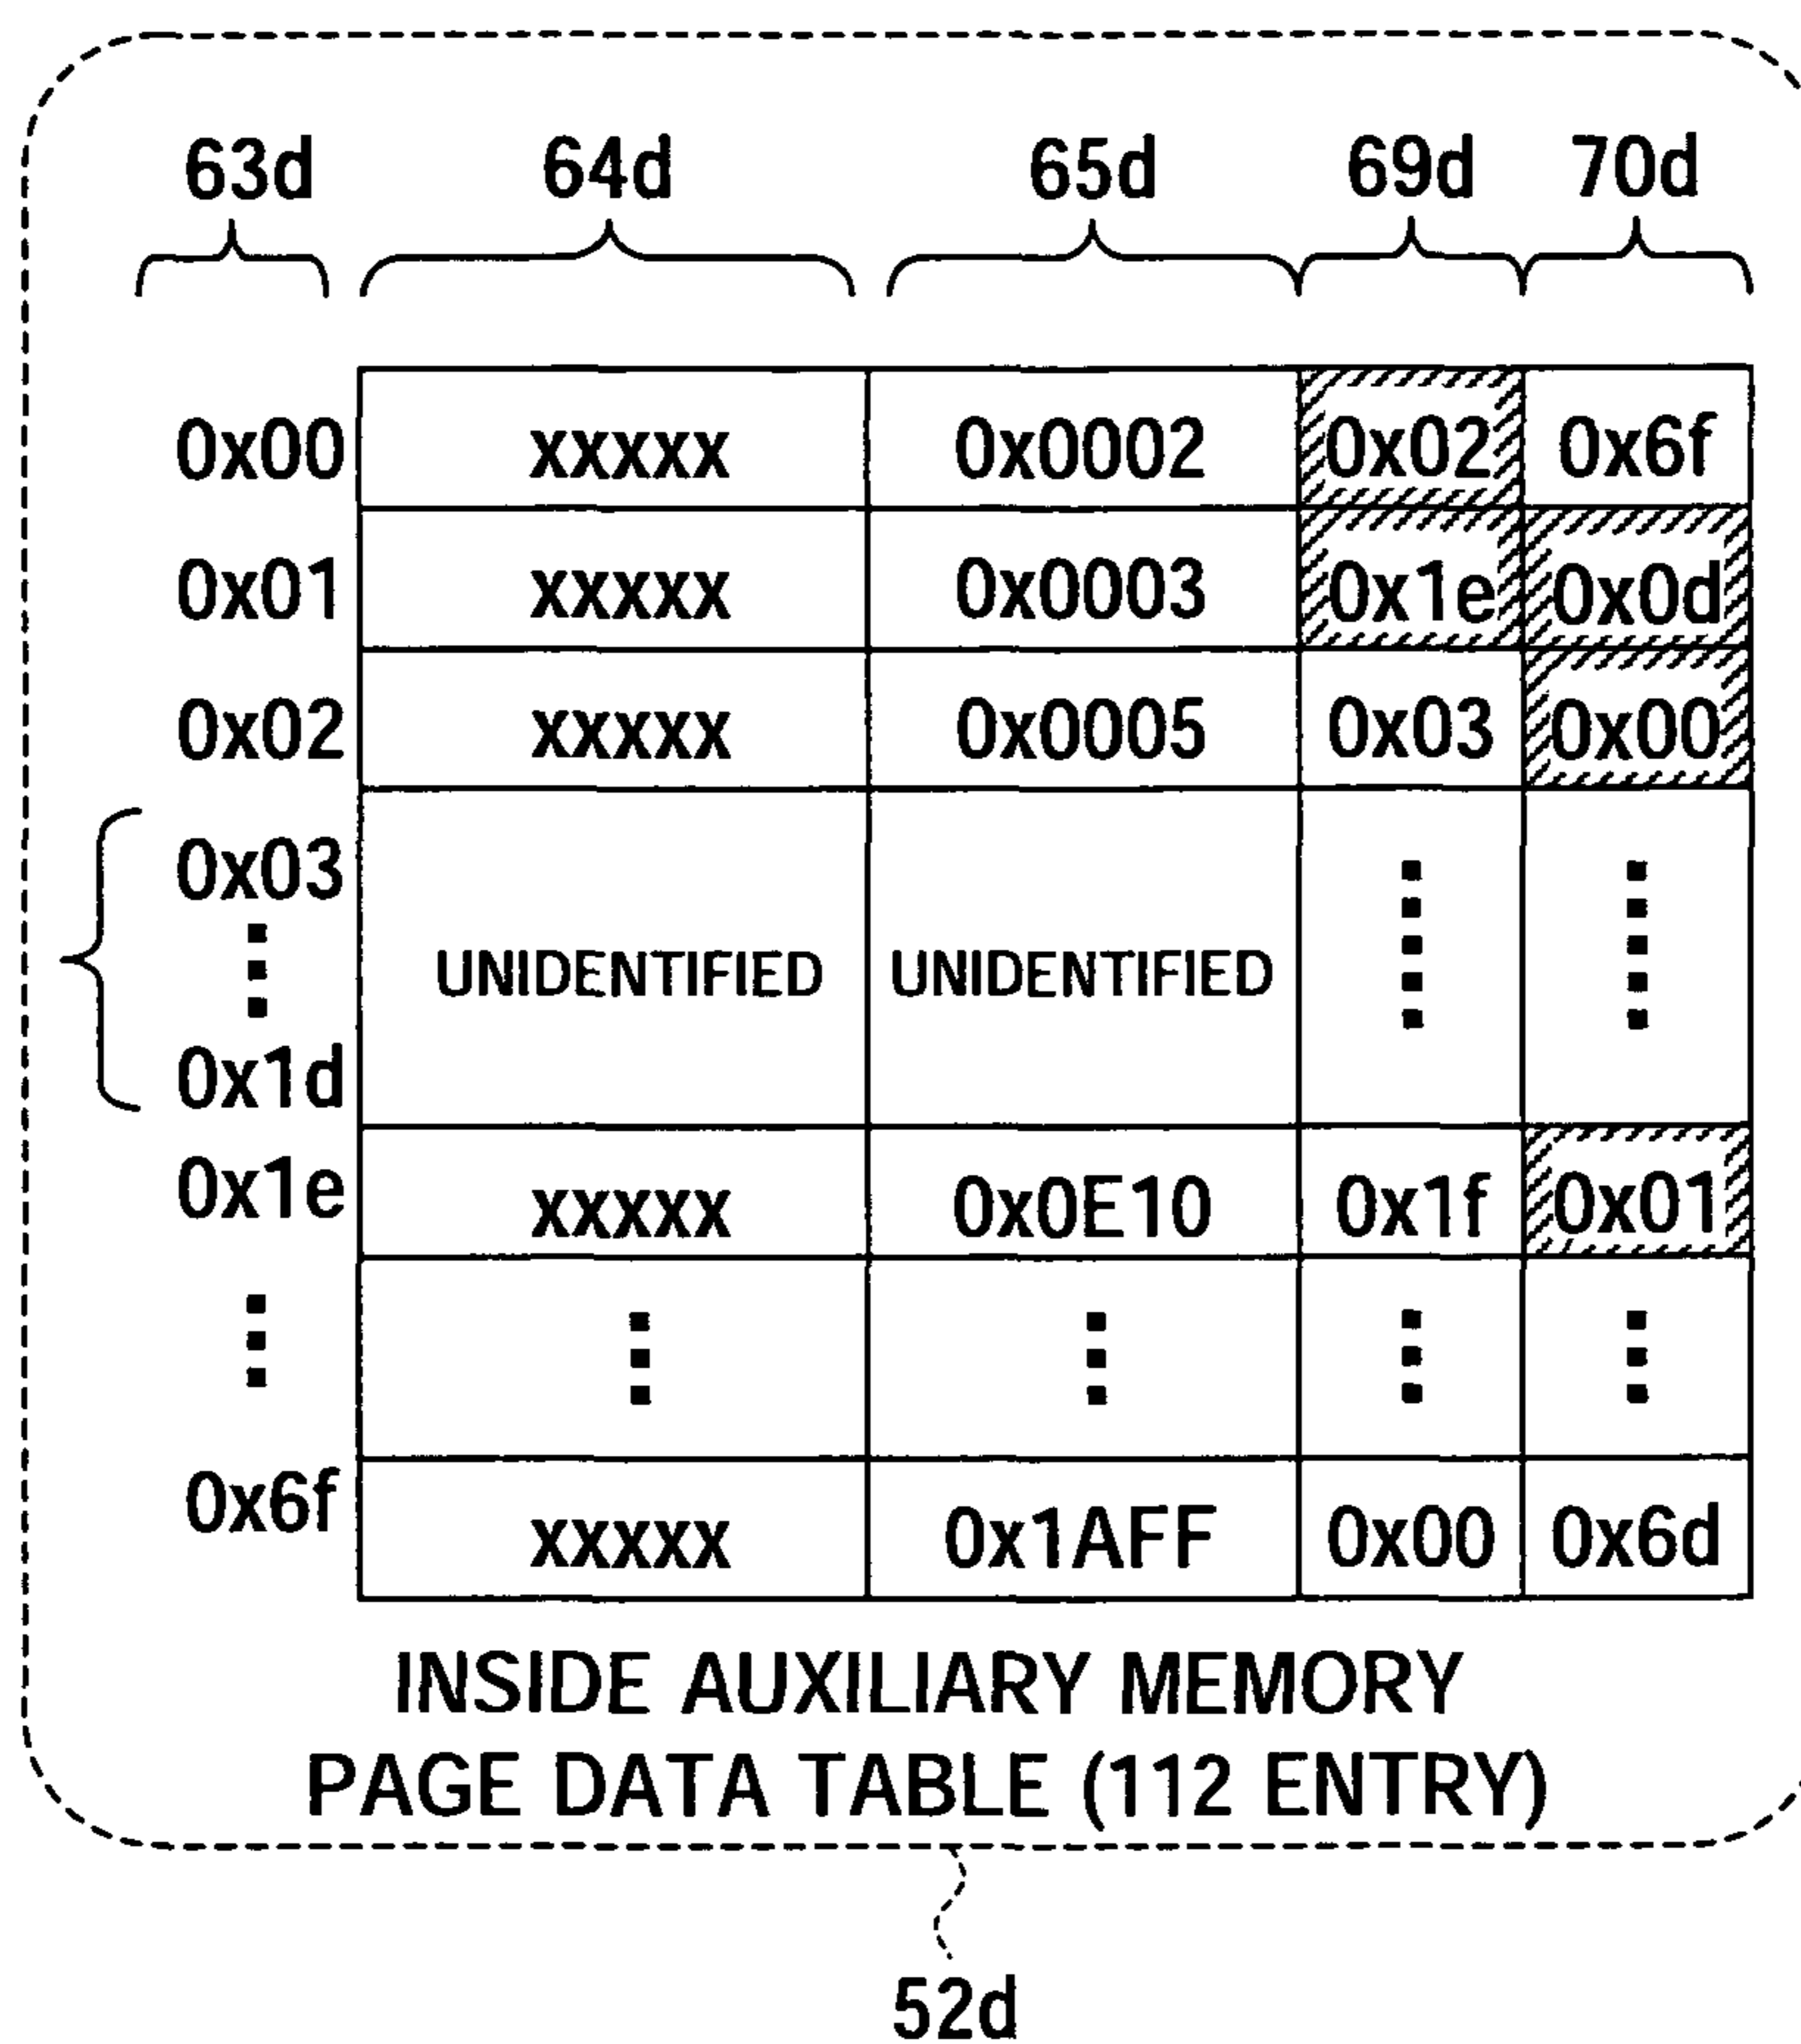 63d 64d 65d 69d 70d
0x00 xxxxx 0x0002 0x02 0x6f
0x01 xxxxx 0x0003 0x1e 0x0d
0x02 xxxxx 0x0005 0x03 0x00
0x03
UNIDENTIFIED UNIDENTIFIED
0x1d
0x1e xxxxx 0x0E10 0x1f 0x01
0x6f xxxxx 0x1AFF 0x00 0x6d
INSIDE AUXILIARY MEMORY
PAGE DATA TABLE (112 ENTRY)
52d